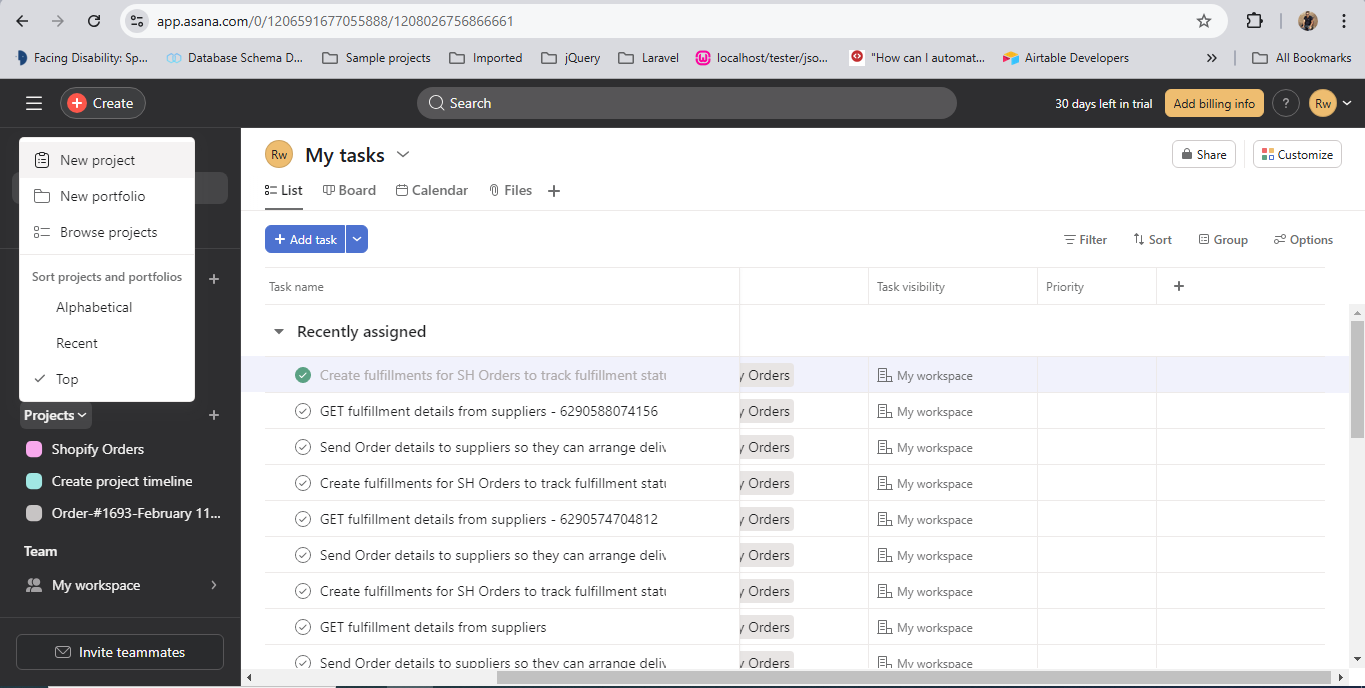 app.asana.com/0/1206591677055888/1208026756866661
Facing Disability: Sp... Database Schema D... Sample projects Imported jQuery Laravel localhost/tester/jso... "How can I automat... Airtable Developers » All Bookmarks
Create Search 30 days left in trial Add billing info ? Rw
New project
New portfolio
Browse projects
Sort projects and portfolios
Alphabetical
Recent
Top
Projects
Shopify Orders
Create project timeline
Order-#1693-February 11...
Team
My workspace
Invite teammates
Rw My tasks Share Customize
List Board Calendar Files
Add task Filter Sort Group Options
Task name Task visibility Priority
Recently assigned
Create fulfillments for SH Orders to track fulfillment statu y Orders My workspace
GET fulfillment details from suppliers - 6290588074156 y Orders My workspace
Send Order details to suppliers so they can arrange deliv y Orders My workspace
Create fulfillments for SH Orders to track fulfillment statu y Orders My workspace
GET fulfillment details from suppliers - 6290574704812 y Orders My workspace
Send Order details to suppliers so they can arrange deliv y Orders My workspace
Create fulfillments for SH Orders to track fulfillment statu y Orders My workspace
GET fulfillment details from suppliers y Orders My workspace
Send Order details to suppliers so they can arrange deliv y Orders My workspace